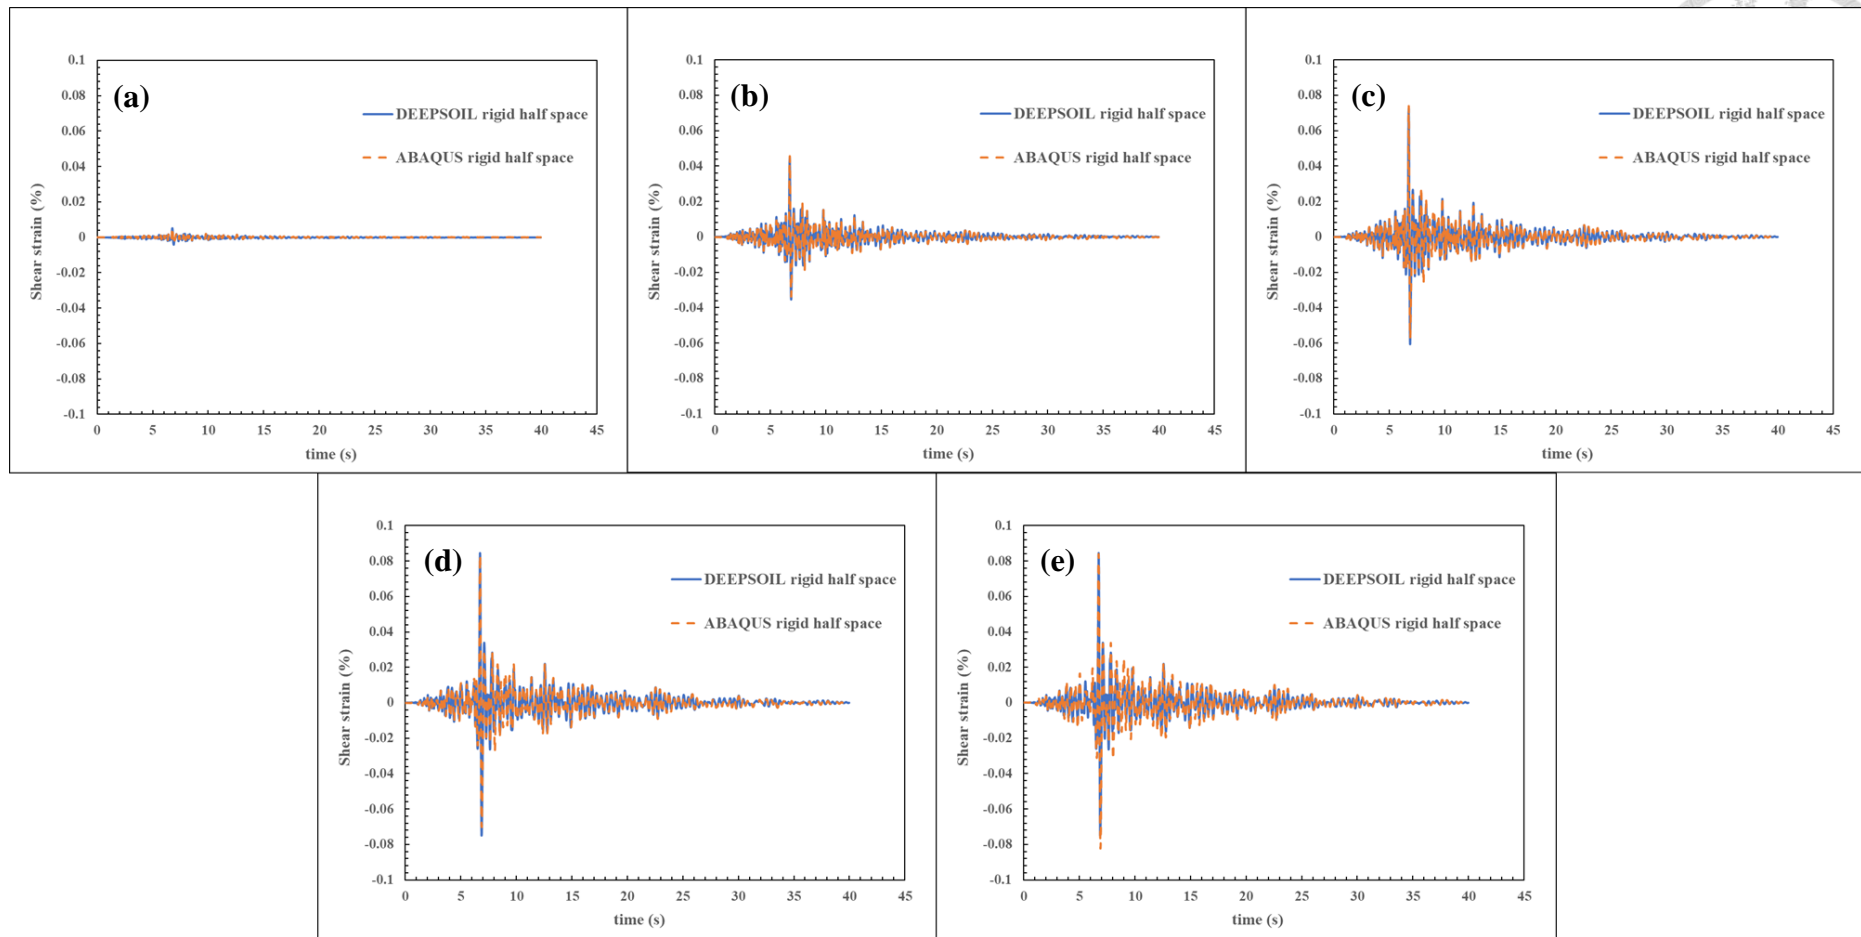 (a)
DEEPSOIL rigid half space
ABAQUS rigid half space
Shear strain (%)
0.1
0.08
0.06
0.04
0.02
0
-0.02
-0.04
-0.06
-0.08
-0.1
0 5 10 15 20 25 30 35 40 45
time (s)
(b)
DEEPSOIL rigid half space
ABAQUS rigid half space
Shear strain (%)
0.1
0.08
0.06
0.04
0.02
0
-0.02
-0.04
-0.06
-0.08
-0.1
0 5 10 15 20 25 30 35 40 45
time (s)
(c)
DEEPSOIL rigid half space
ABAQUS rigid half space
Shear strain (%)
0.1
0.08
0.06
0.04
0.02
0
-0.02
-0.04
-0.06
-0.08
-0.1
0 5 10 15 20 25 30 35 40 45
time (s)
(d)
DEEPSOIL rigid half space
ABAQUS rigid half space
Shear strain (%)
0.1
0.08
0.06
0.04
0.02
0
-0.02
-0.04
-0.06
-0.08
-0.1
0 5 10 15 20 25 30 35 40 45
time (s)
(e)
DEEPSOIL rigid half space
ABAQUS rigid half space
Shear strain (%)
0.1
0.08
0.06
0.04
0.02
0
-0.02
-0.04
-0.06
-0.08
-0.1
0 5 10 15 20 25 30 35 40 45
time (s)